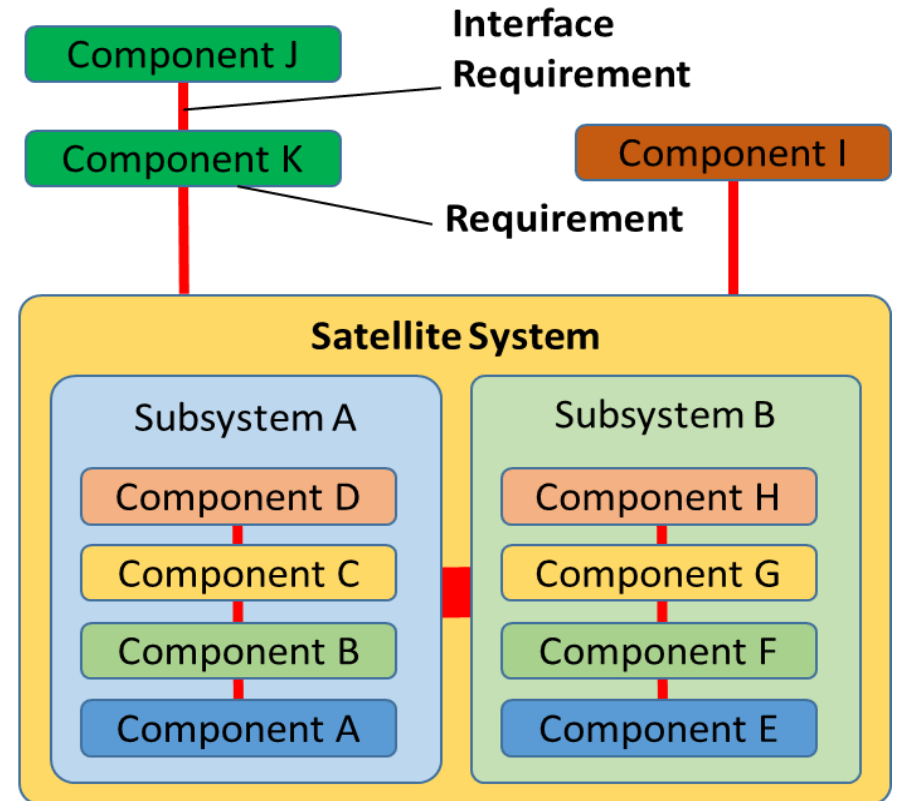 Component J
Interface
Requirement
Component K
Component I
Requirement
Satellite System
Subsystem A
Component D
Component C
Component B
Component A
Subsystem B
Component H
Component G
Component F
Component E